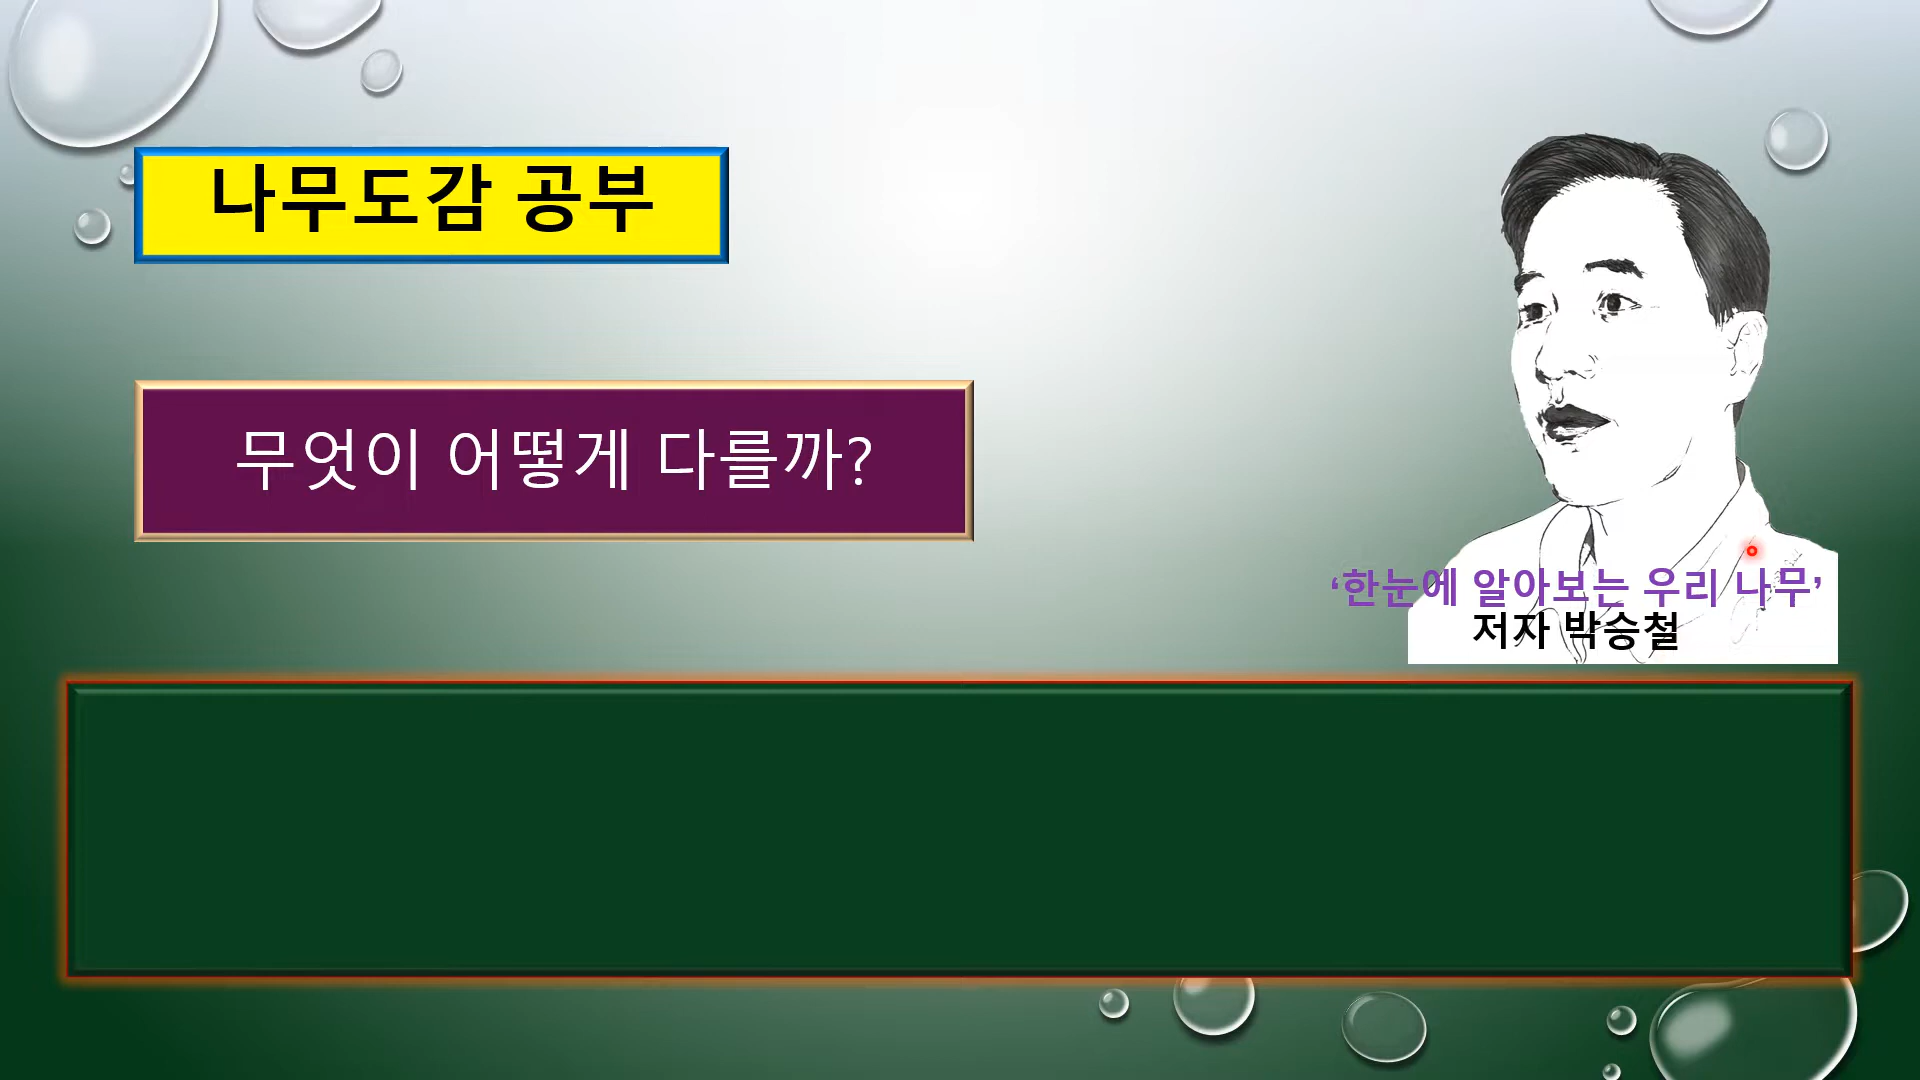 나무도감 공부
무엇이 어떻게 다를까?
‘한눈에 알아보는 우리 나무’
저자 박승철